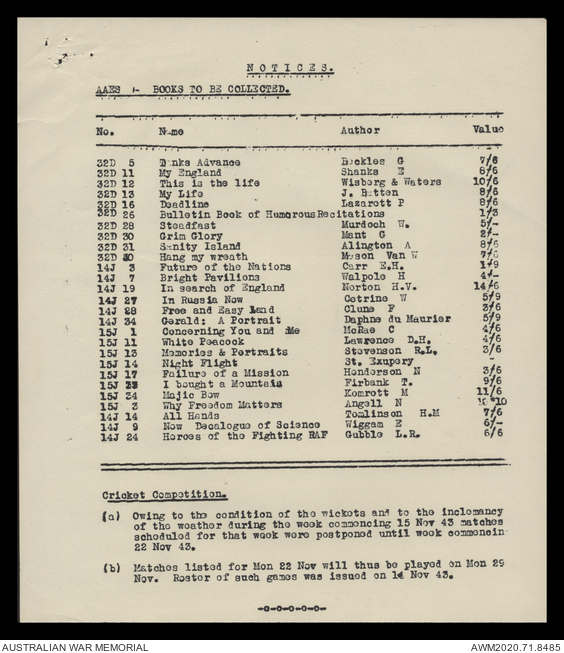 NOTICES.
AAES :- BOOKS TO BE COLLECTED.
No. Name Author Value
32D 5 Danks Advance Beckles G 7/6
32D 11 My England Shanks E 8/6
32D 12 This is the life Wisberg & Waters 10/6
32D 13 My Life J. Batten 8/6
32D 16 Deadline Lazarett P 8/6
32D 26 Bulletin Book of Humorous Recitations 1/3
32D 28 Steadfast Murdoch W. 5/-
32D 30 Grim Glory Mant G 2/-
32D 31 Sanity Island Alington A 8/6
32D Hang my wreath Mason Van W 7/6
14J 3 Future of the Nations Carr E.H. 1/9
14J 7 Bright Pavilions Walpole H 4/-
14J 19 In search of England Norton H.V. 14/6
14J 27 In Russia Now Cetrine W 5/9
14J 28 Free and Easy Land Clune F 3/6
14J 34 Gerald: A Portrait Daphne du Maurier 5/9
15J 1 Concerning You and Me McRae C 4/6
15J 11 White Peacock Lawrence D.H. 4/6
15J 13 Memories & Portraits Stevenson R.L. 3/6
15J 14 Night Flight St. Exupery -
15J 17 Failure of a Mission Henderson N 3/6
15J I bought a Mountain Firbank T. 9/6
15J 34 Majic Bow Komrott M 11/6
15J 3 Why Freedom Matters Angell N
14J 14 All Hands Tomlinson H.M 7/6
14J 9 New Decalogue of Science Wiggam E 6/-
14J 24 Heroes of the Fighting RAF Gubble L.R. 6/6
Cricket Competition.
(a) Owing to the condition of the wickets and to the inclemancy
of the weather during the week commencing 15 Nov 43 matches
scheduled for that week were postponed until week commencin
22 Nov 43.
(b) Matches listed for Mon 22 Nov will thus be played on Mon 29
Nov. Roster of such games was issued on 14 Nov 43.
-o-o-o-o-o-
AUSTRALIAN WAR MEMORIAL AWM2020.71.8485